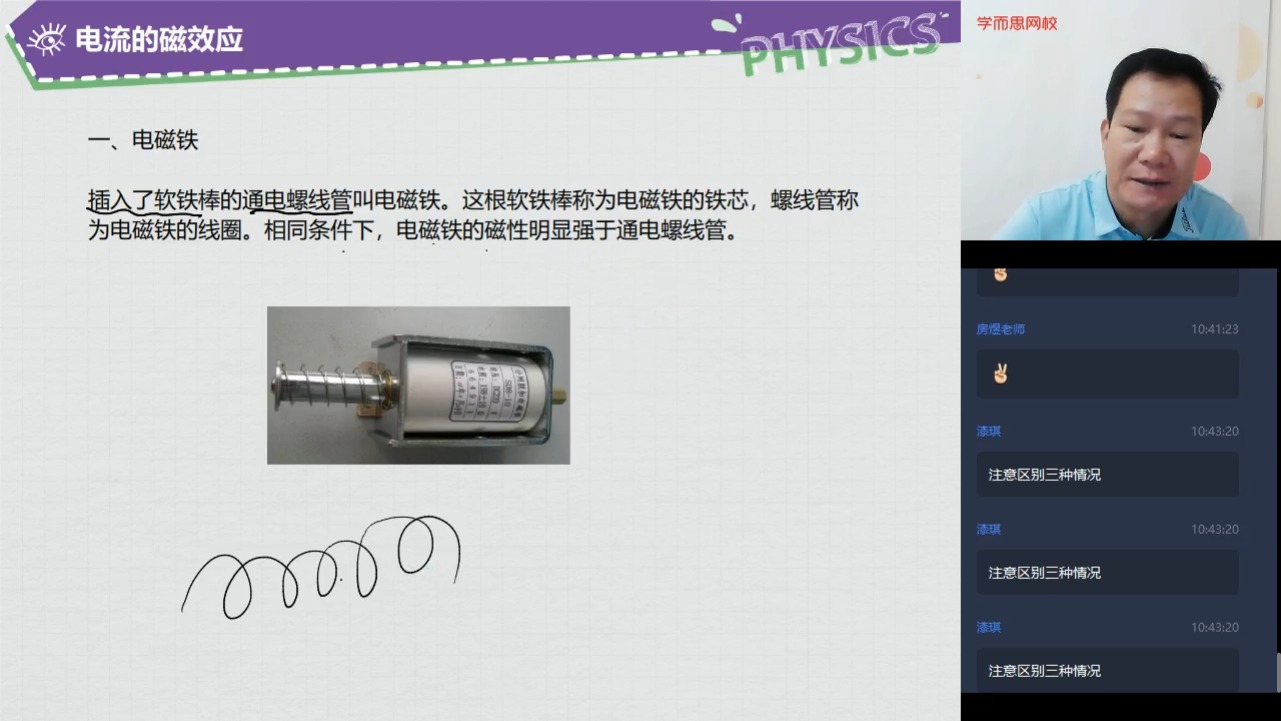 电流的磁效应
PHYSICS
一、电磁铁
插入了软铁棒的通电螺线管叫电磁铁。这根软铁棒称为电磁铁的铁芯，螺线管称
为电磁铁的线圈。相同条件下，电磁铁的磁性明显强于通电螺线管。
学而思网校
房煜老师 10:41:23
漆琪 10:43:20
注意区别三种情况
漆琪 10:43:20
注意区别三种情况
漆琪 10:43:20
注意区别三种情况